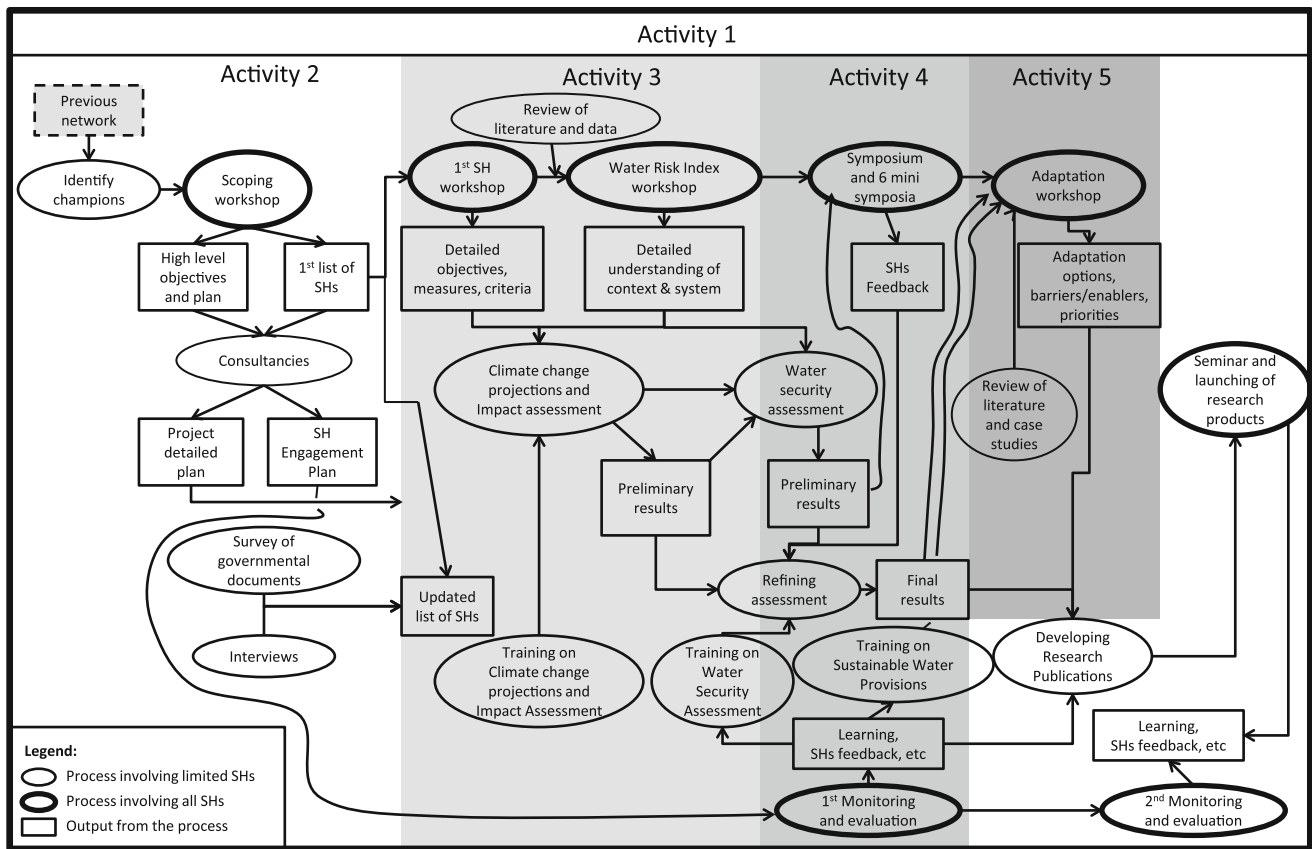 Activity 1
Activity 2
Activity 3
Activity 4
Activity 5
Previous
network
Identify
champions
Scoping
workshop
High level
objectives
and plan
1st list of
SHs
Consultancies
Project
detailed
plan
SH
Engagement
Plan
Survey of
governmental
documents
Interviews
Updated
list of SHs
Review of
literature and data
1st SH
workshop
Water Risk Index
workshop
Detailed
objectives,
measures, criteria
Detailed
understanding of
context & system
Climate change
projections and
Impact assessment
Water
security
assessment
Preliminary
results
Preliminary
results
Refining
assessment
Final
results
Training on
Climate change
projections and
Impact Assessment
Training on
Water
Security
Assessment
Training on
Sustainable Water
Provisions
Symposium
and 6 mini
symposia
SHs
Feedback
Adaptation
workshop
Adaptation
options,
barriers/enablers,
priorities
Review of
literature
and case
studies
Seminar and
launching of
research
products
Developing
Research
Publications
Learning,
SHs feedback, etc
Learning,
SHs feedback, etc
1st Monitoring
and evaluation
2nd Monitoring
and evaluation
Legend:
Process involving limited SHs
Process involving all SHs
Output from the process